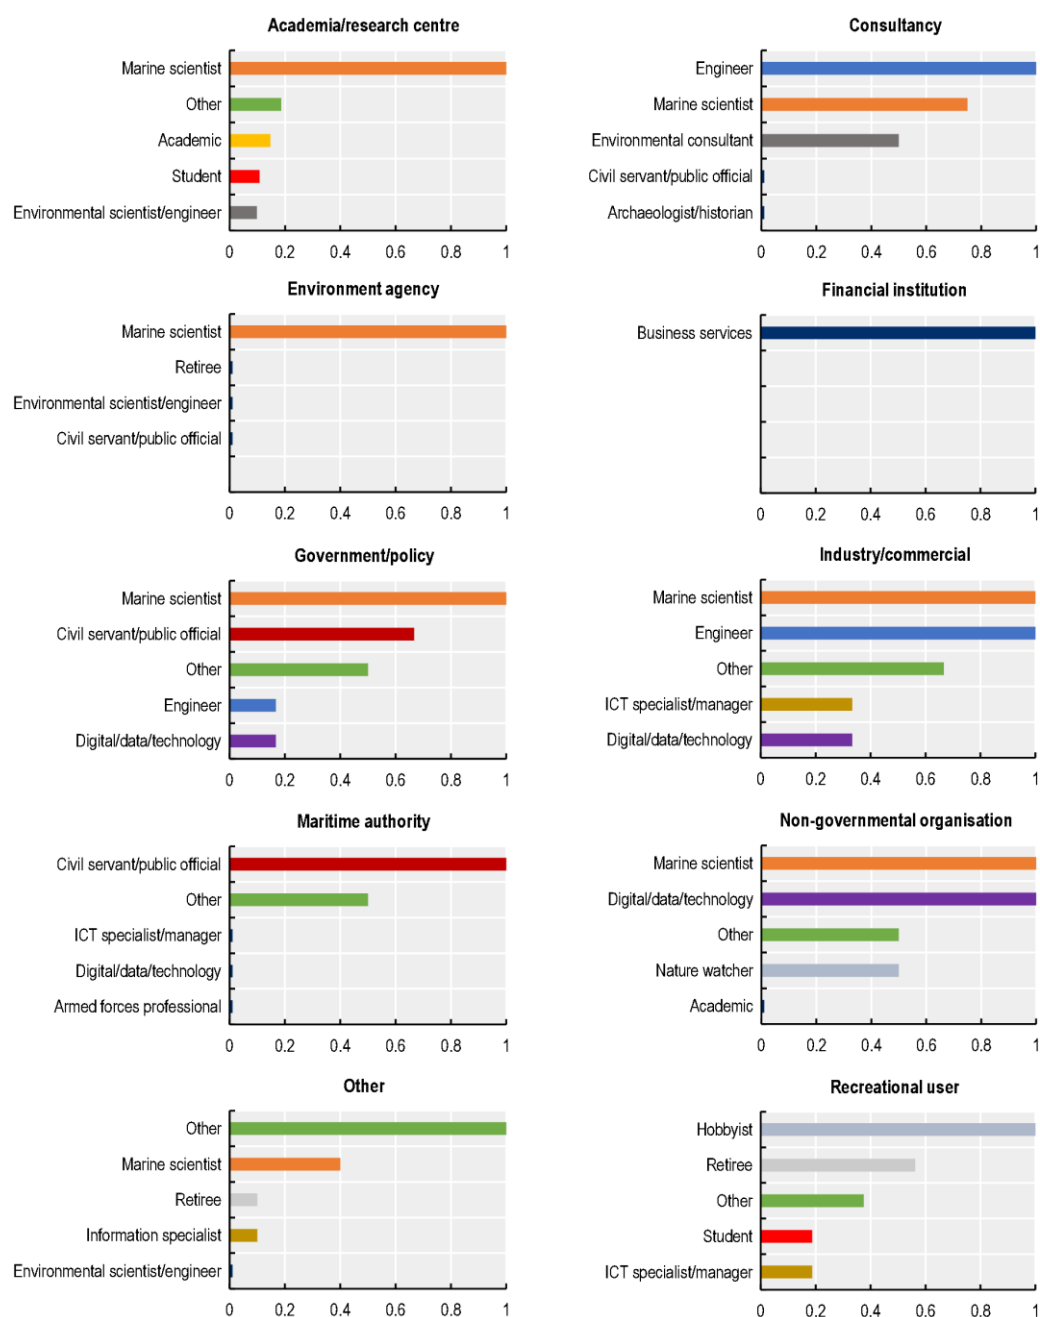 Academia/research centre
Marine scientist
Other
Academic
Student
Environmental scientist/engineer
0 0.2 0.4 0.6 0.8 1
Consultancy
Engineer
Marine scientist
Environmental consultant
Civil servant/public official
Archaeologist/historian
0 0.2 0.4 0.6 0.8 1
Environment agency
Marine scientist
Retiree
Environmental scientist/engineer
Civil servant/public official
0 0.2 0.4 0.6 0.8 1
Financial institution
Business services
0 0.2 0.4 0.6 0.8 1
Government/policy
Marine scientist
Civil servant/public official
Other
Engineer
Digital/data/technology
0 0.2 0.4 0.6 0.8 1
Industry/commercial
Marine scientist
Engineer
Other
ICT specialist/manager
Digital/data/technology
0 0.2 0.4 0.6 0.8 1
Maritime authority
Civil servant/public official
Other
ICT specialist/manager
Digital/data/technology
Armed forces professional
0 0.2 0.4 0.6 0.8 1
Non-governmental organisation
Marine scientist
Digital/data/technology
Other
Nature watcher
Academic
0 0.2 0.4 0.6 0.8 1
Other
Other
Marine scientist
Retiree
Information specialist
Environmental scientist/engineer
0 0.2 0.4 0.6 0.8 1
Recreational user
Hobbyist
Retiree
Other
Student
ICT specialist/manager
0 0.2 0.4 0.6 0.8 1